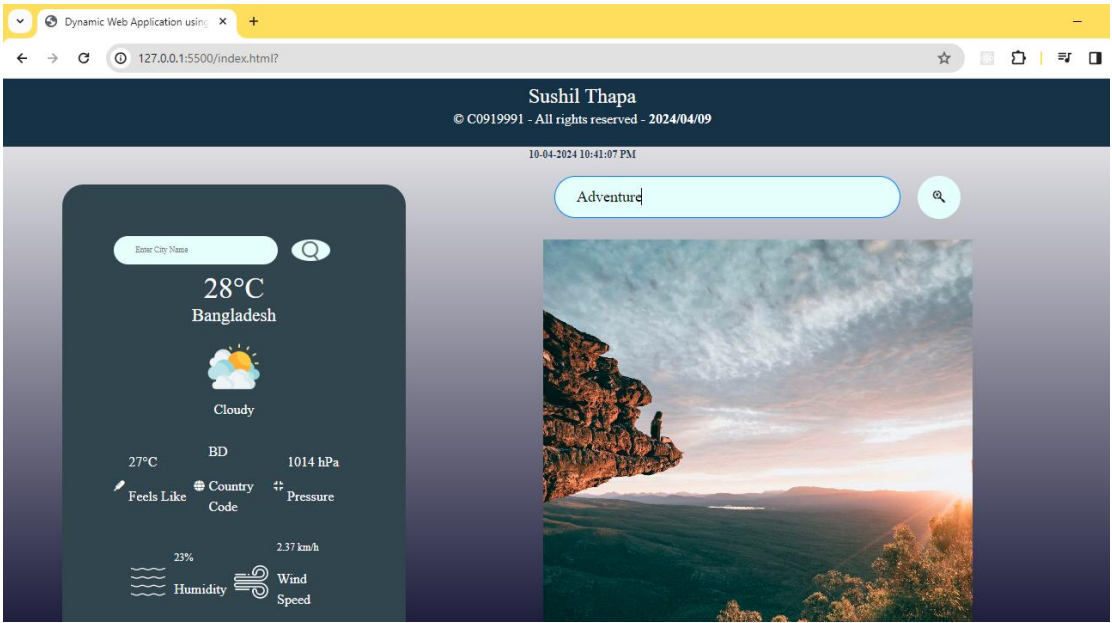 Dynamic Web Application using
127.0.0.1:5500/index.html?
Sushil Thapa
© C0919991 - All rights reserved - 2024/04/09
10-04-2024 10:41:07 PM
Adventure
Enter City Name
28°C
Bangladesh
Cloudy
27°C
Feels Like
BD
Country
Code
1014 hPa
Pressure
23%
Humidity
2.37 km/h
Wind
Speed